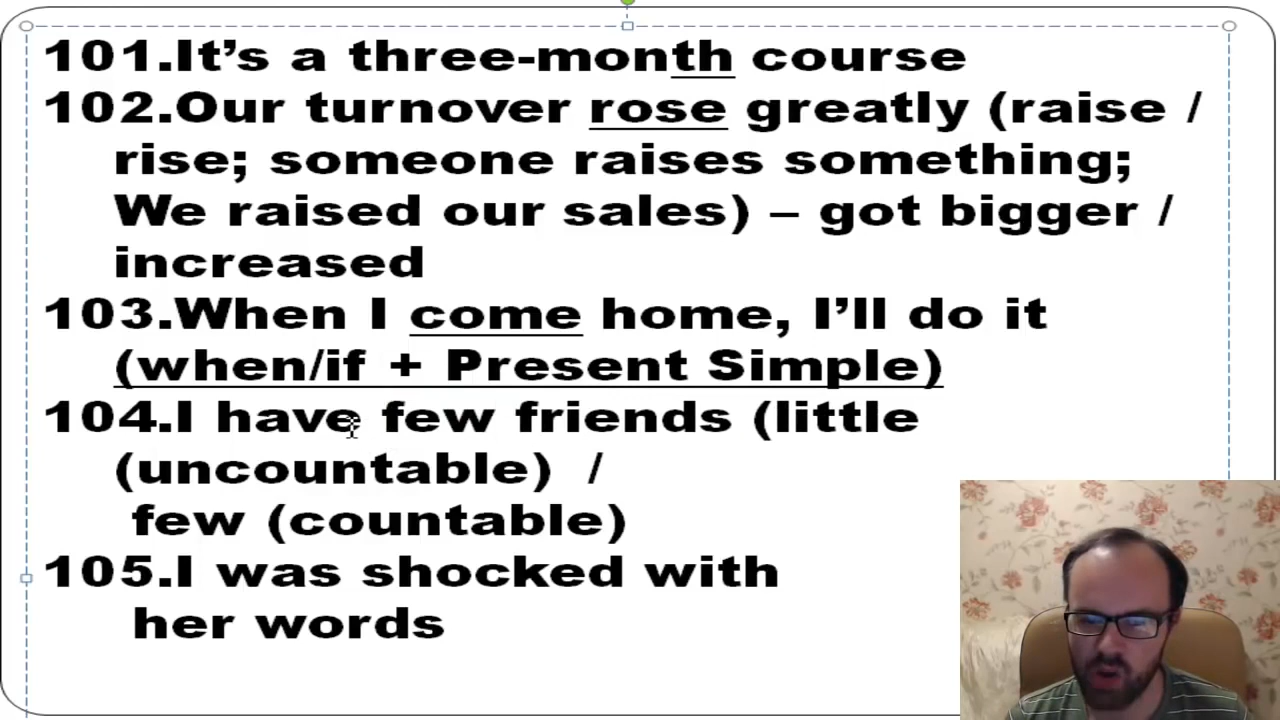 101.It’s a three-month course
102.Our turnover rose greatly (raise /
rise; someone raises something;
We raised our sales) – got bigger /
increased
103.When I come home, I’ll do it
(when/if + Present Simple)
104.I have few friends (little
(uncountable) /
few (countable)
105.I was shocked with
her words